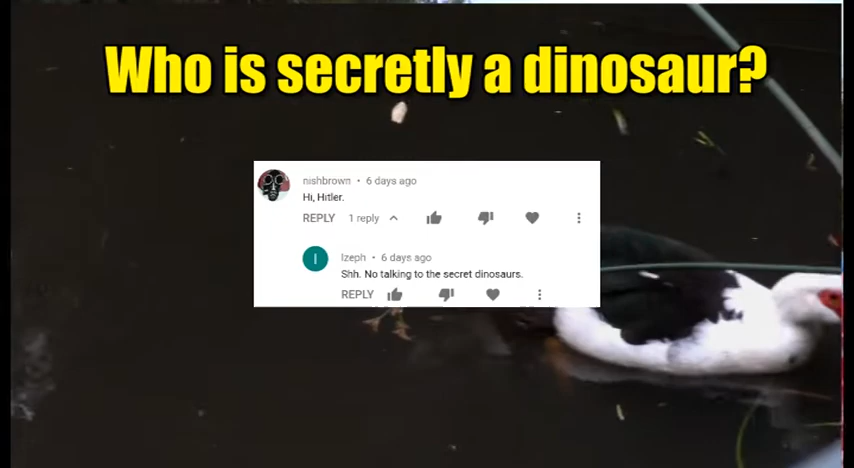 Who is secretly a dinosaur?
nishbrown • 6 days ago
Hi, Hitler.
REPLY 1 reply
I
Izeph • 6 days ago
Shh. No talking to the secret dinosaurs.
REPLY